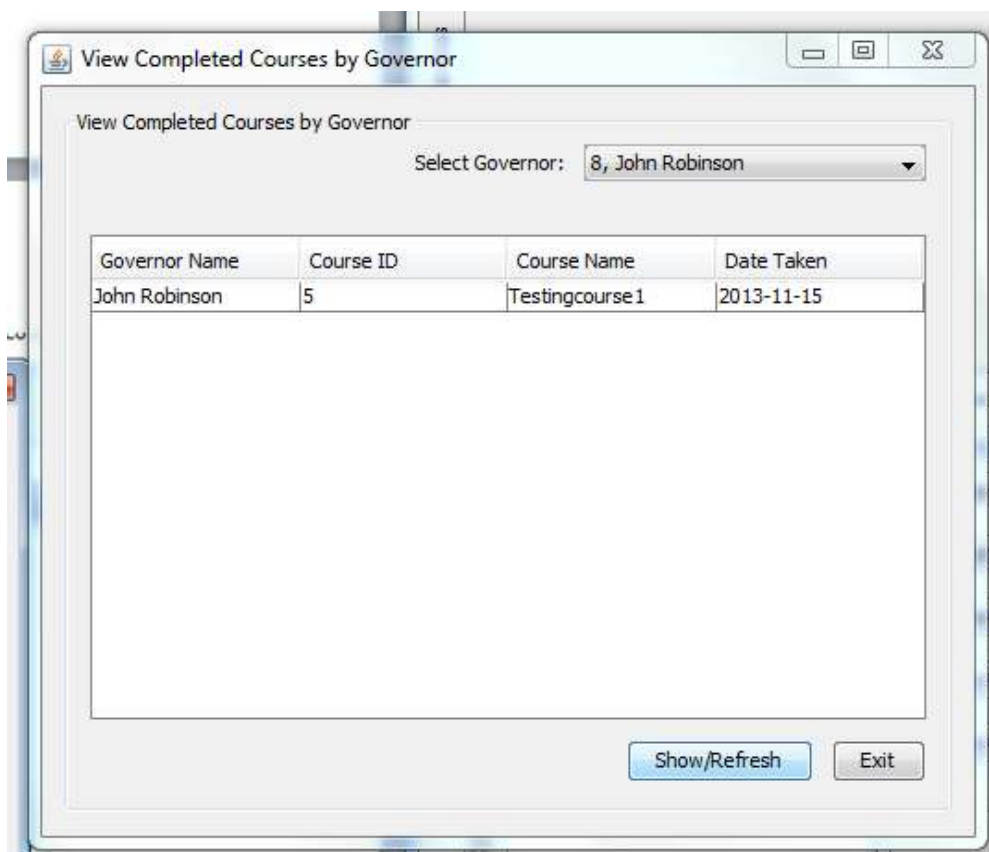 View Completed Courses by Governor
View Completed Courses by Governor
Select Governor: 8, John Robinson
Governor Name Course ID Course Name Date Taken
John Robinson 5 Testingcourse1 2013-11-15
Show/Refresh Exit